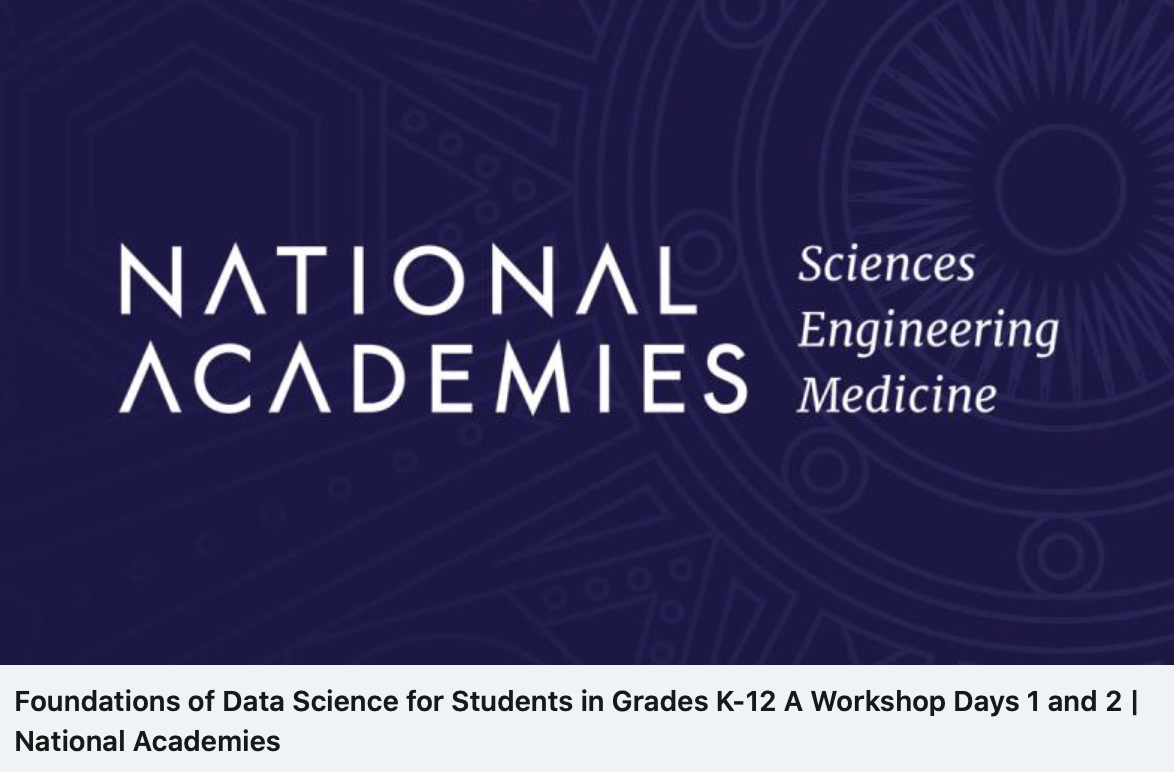 NATIONAL
ACADEMIES
Sciences
Engineering
Medicine
Foundations of Data Science for Students in Grades K-12 A Workshop Days 1 and 2 |
National Academies